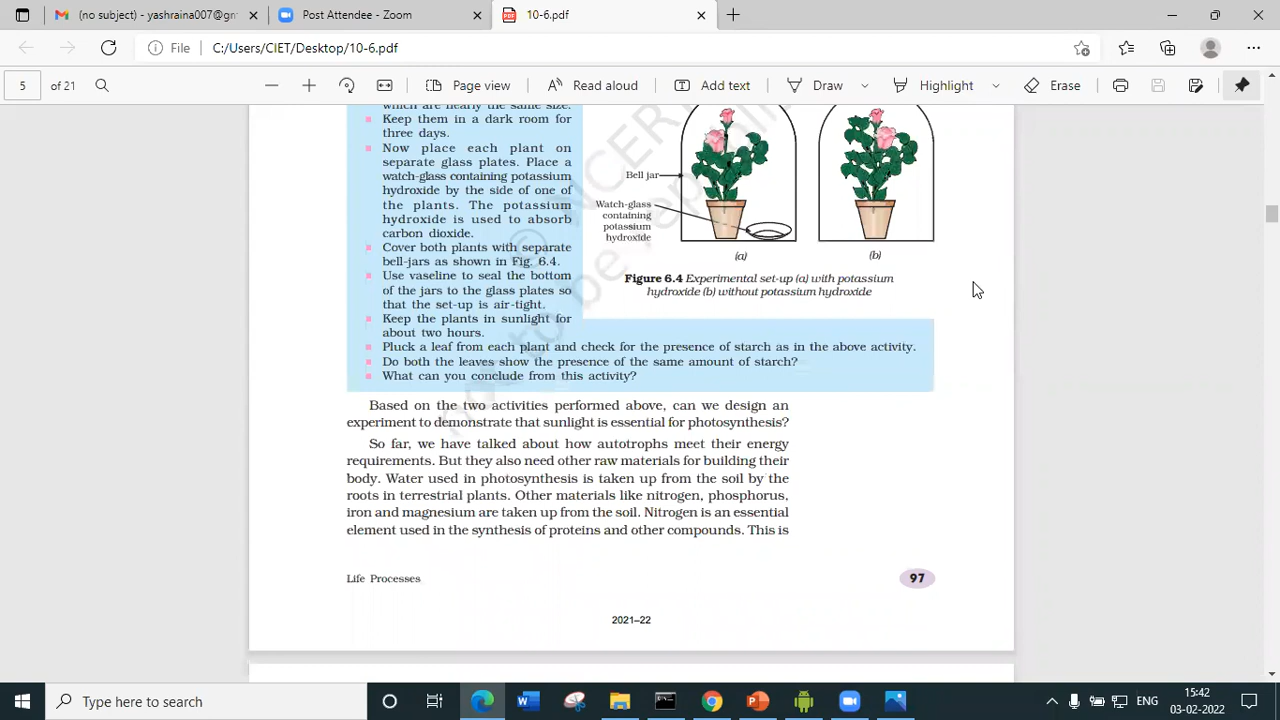 (no subject) - yashraina007@gm
Post Attendee - Zoom
10-6.pdf
File
C:/Users/CIET/Desktop/10-6.pdf
5
of 21
Page view
Read aloud
Add text
Draw
Highlight
Erase
which are nearly the same size.
Keep them in a dark room for
three days.
Now place each plant on
separate glass plates. Place a
watch-glass containing potassium
hydroxide by the side of one of
the plants. The potassium
hydroxide is used to absorb
carbon dioxide.
Cover both plants with separate
bell-jars as shown in Fig. 6.4.
Use vaseline to seal the bottom
of the jars to the glass plates so
that the set-up is air-tight.
Keep the plants in sunlight for
about two hours.
Pluck a leaf from each plant and check for the presence of starch as in the above activity.
Do both the leaves show the presence of the same amount of starch?
What can you conclude from this activity?
Bell jar
Watch-glass
containing
potassium
hydroxide
(a)
(b)
Figure 6.4 Experimental set-up (a) with potassium
hydroxide (b) without potassium hydroxide
Based on the two activities performed above, can we design an
experiment to demonstrate that sunlight is essential for photosynthesis?
So far, we have talked about how autotrophs meet their energy
requirements. But they also need other raw materials for building their
body. Water used in photosynthesis is taken up from the soil by the
roots in terrestrial plants. Other materials like nitrogen, phosphorus,
iron and magnesium are taken up from the soil. Nitrogen is an essential
element used in the synthesis of proteins and other compounds. This is
Life Processes
97
2021–22
Type here to search
ENG
15:42
03-02-2022